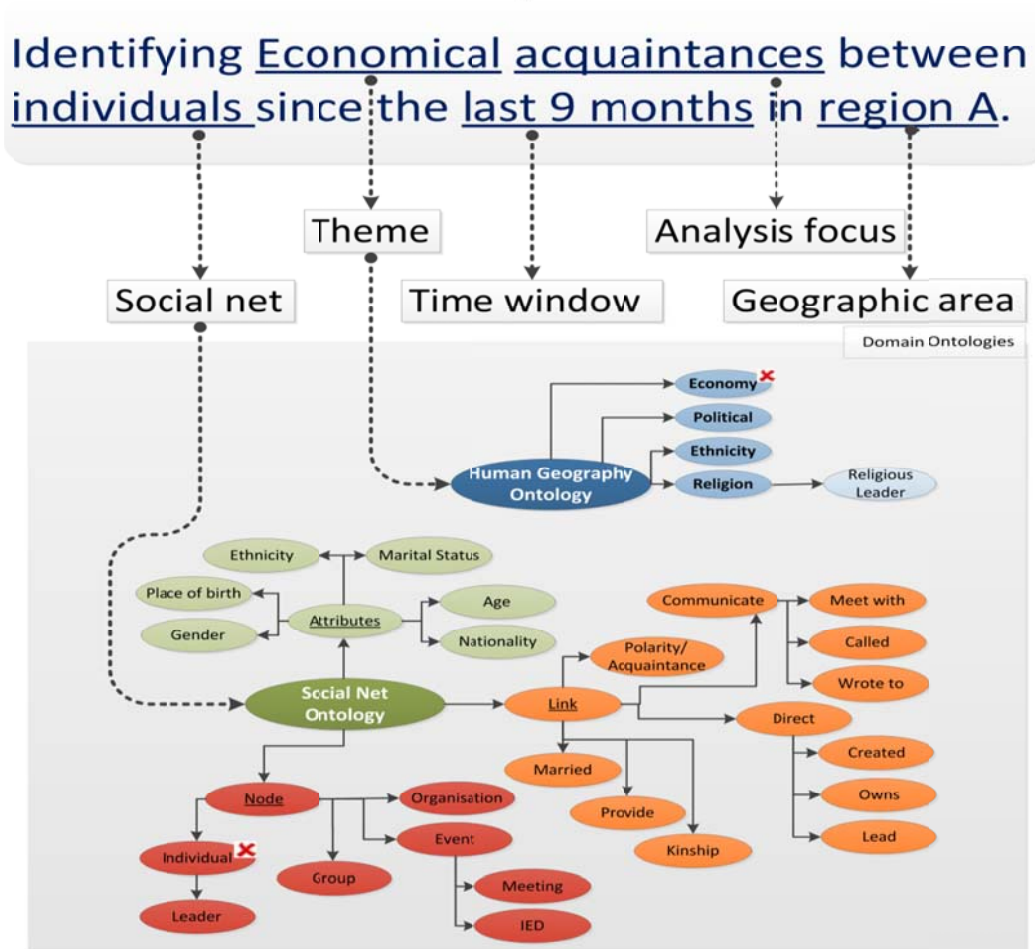 Identifying Economical acquaintances between
individuals since the last 9 months in region A.
Theme
Analysis focus
Social net
Time window
Geographic area
Domain Ontologies
Economy
Political
Ethnicity
Human Geography
Ontology
Religion
Religious
Leader
Ethnicity
Marital Status
Place of birth
Age
Gender
Attributes
Nationality
Communicate
Meet with
Called
Wrote to
Polarity/
Acquaintance
Social Net
Ontology
Link
Direct
Created
Owns
Lead
Married
Provide
Kinship
Node
Organisation
Event
Individual
Group
Meeting
Leader
IED